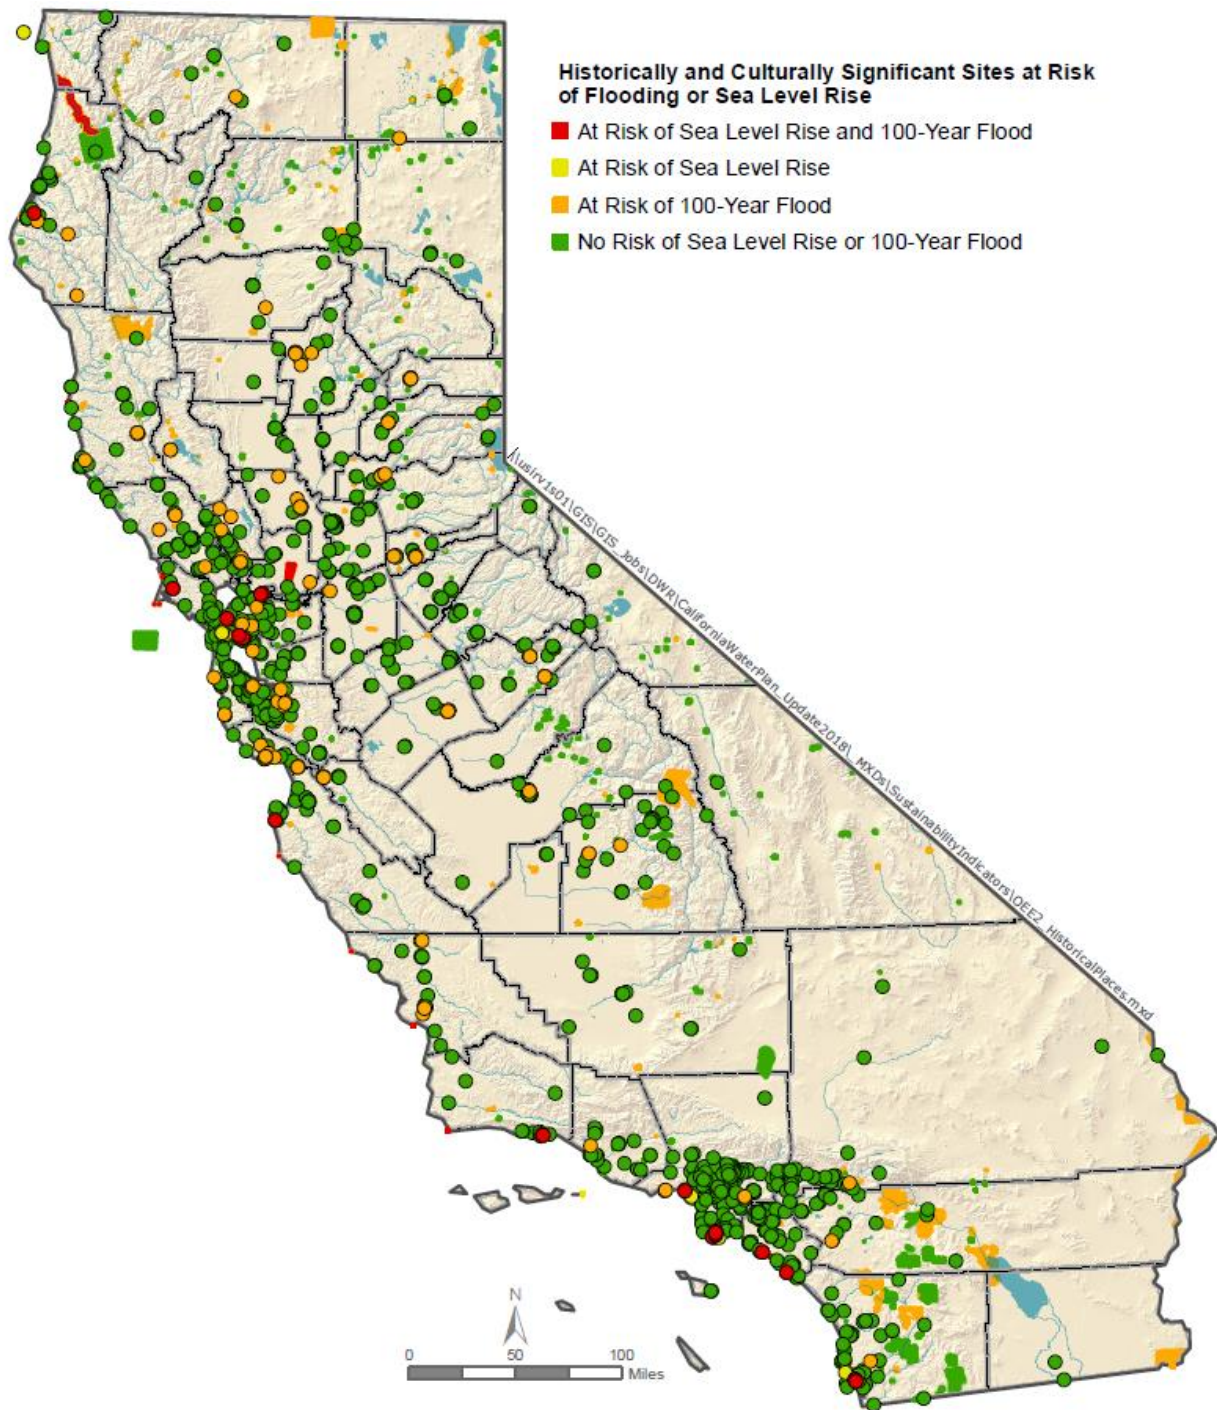 Historically and Culturally Significant Sites at Risk
of Flooding or Sea Level Rise
At Risk of Sea Level Rise and 100-Year Flood
At Risk of Sea Level Rise
At Risk of 100-Year Flood
No Risk of Sea Level Rise or 100-Year Flood
\\usirv1s01\GIS\GIS_Jobs\DWR\CaliforniaWaterPlan_Update2018\_MXDs\SustainabilityIndicators\OEE2_HistoricalPlaces.mxd
N
0 50 100
Miles